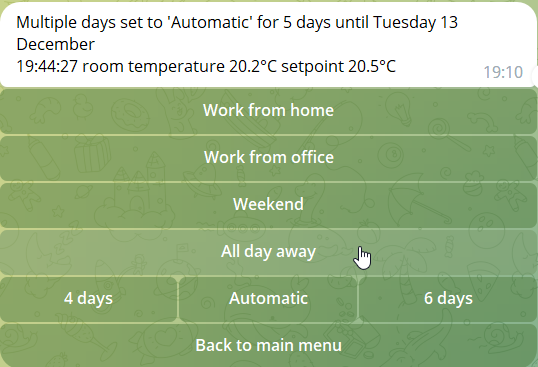 Multiple days set to 'Automatic' for 5 days until Tuesday 13
December
19:44:27 room temperature 20.2°C setpoint 20.5°C
19:10
Work from home
Work from office
Weekend
All day away
4 days
Automatic
6 days
Back to main menu